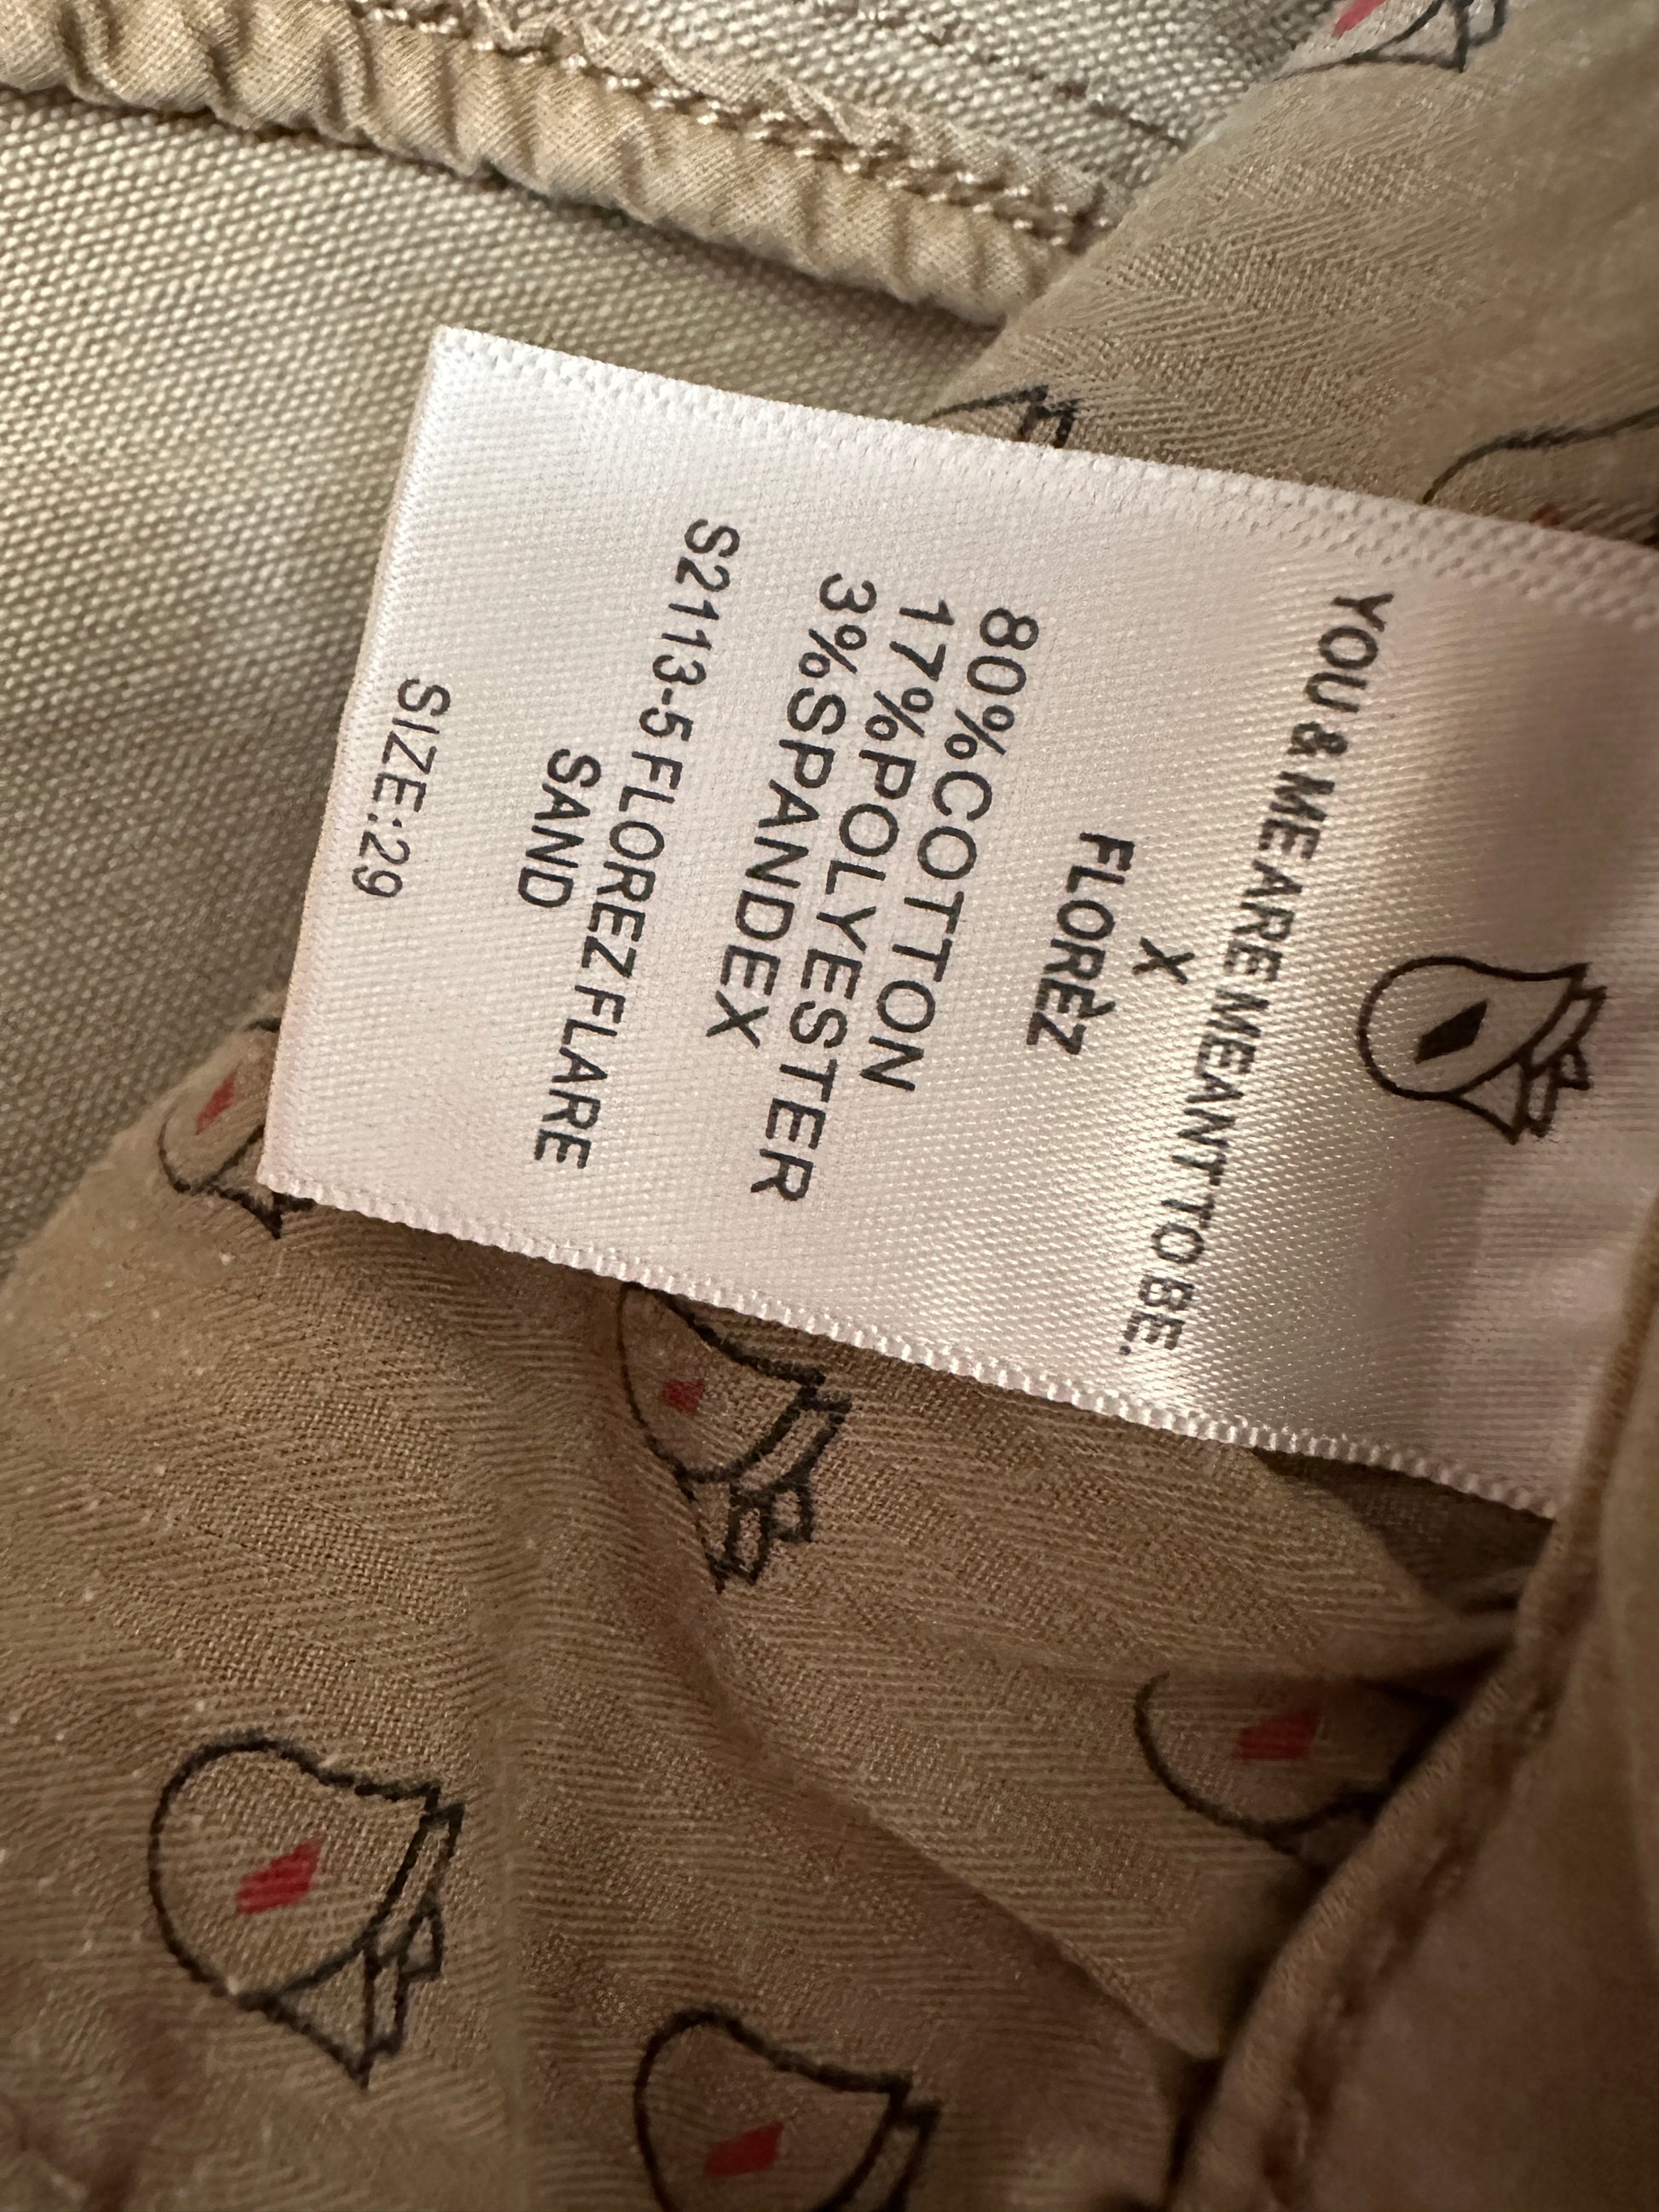 YOU & ME ARE MEANT TO BE.
X
FLORÈZ
80%COTTON
17%POLYESTER
3%SPANDEX
S2113-5 FLOREZ FLARE
SAND
SIZE:29